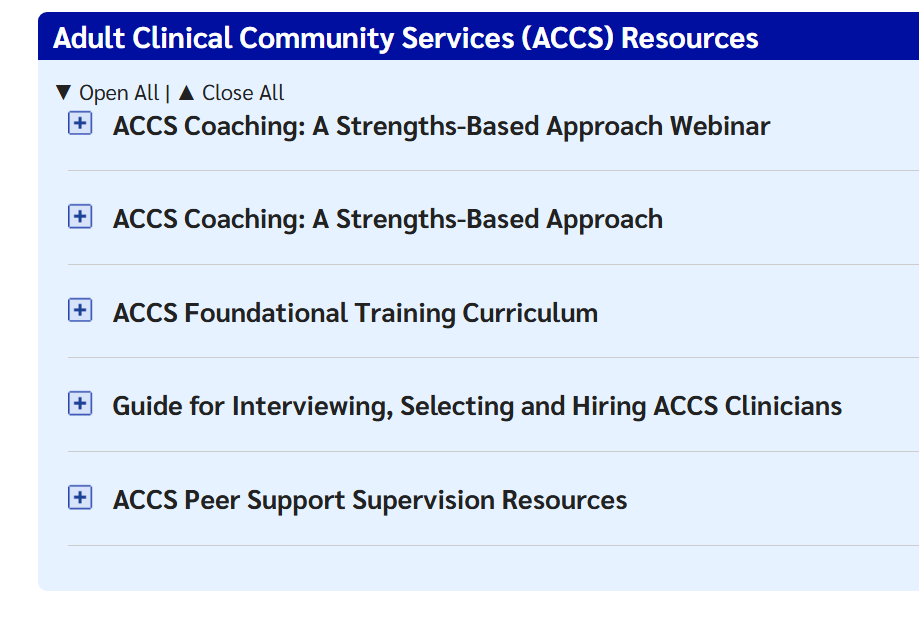 Adult Clinical Community Services (ACCS) Resources
▼ Open All | ▲ Close All
ACCS Coaching: A Strengths-Based Approach Webinar
ACCS Coaching: A Strengths-Based Approach
ACCS Foundational Training Curriculum
Guide for Interviewing, Selecting and Hiring ACCS Clinicians
ACCS Peer Support Supervision Resources